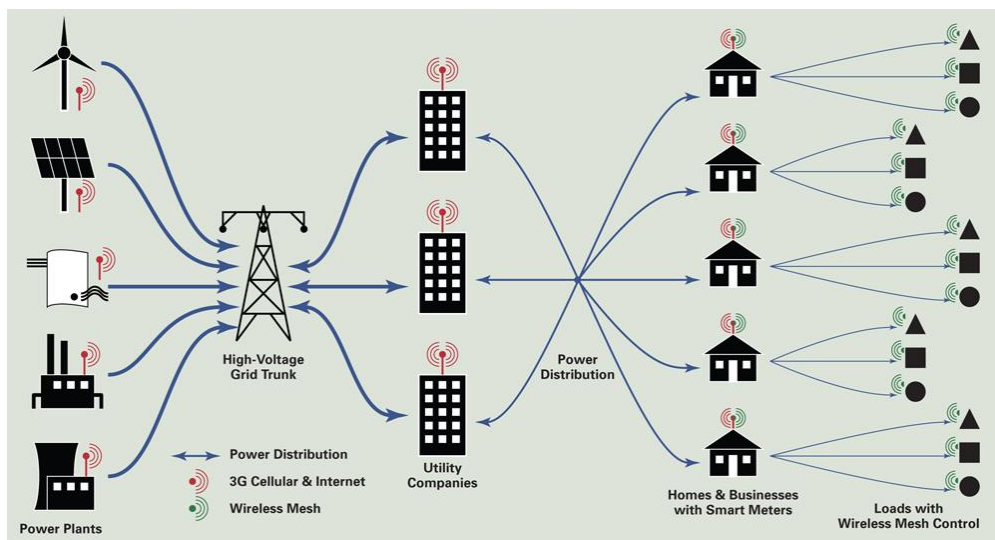 High-Voltage
Grid Trunk
Power
Distribution
Power Distribution
3G Cellular & Internet
Wireless Mesh
Utility
Companies
Homes & Businesses
with Smart Meters
Loads with
Wireless Mesh Control
Power Plants